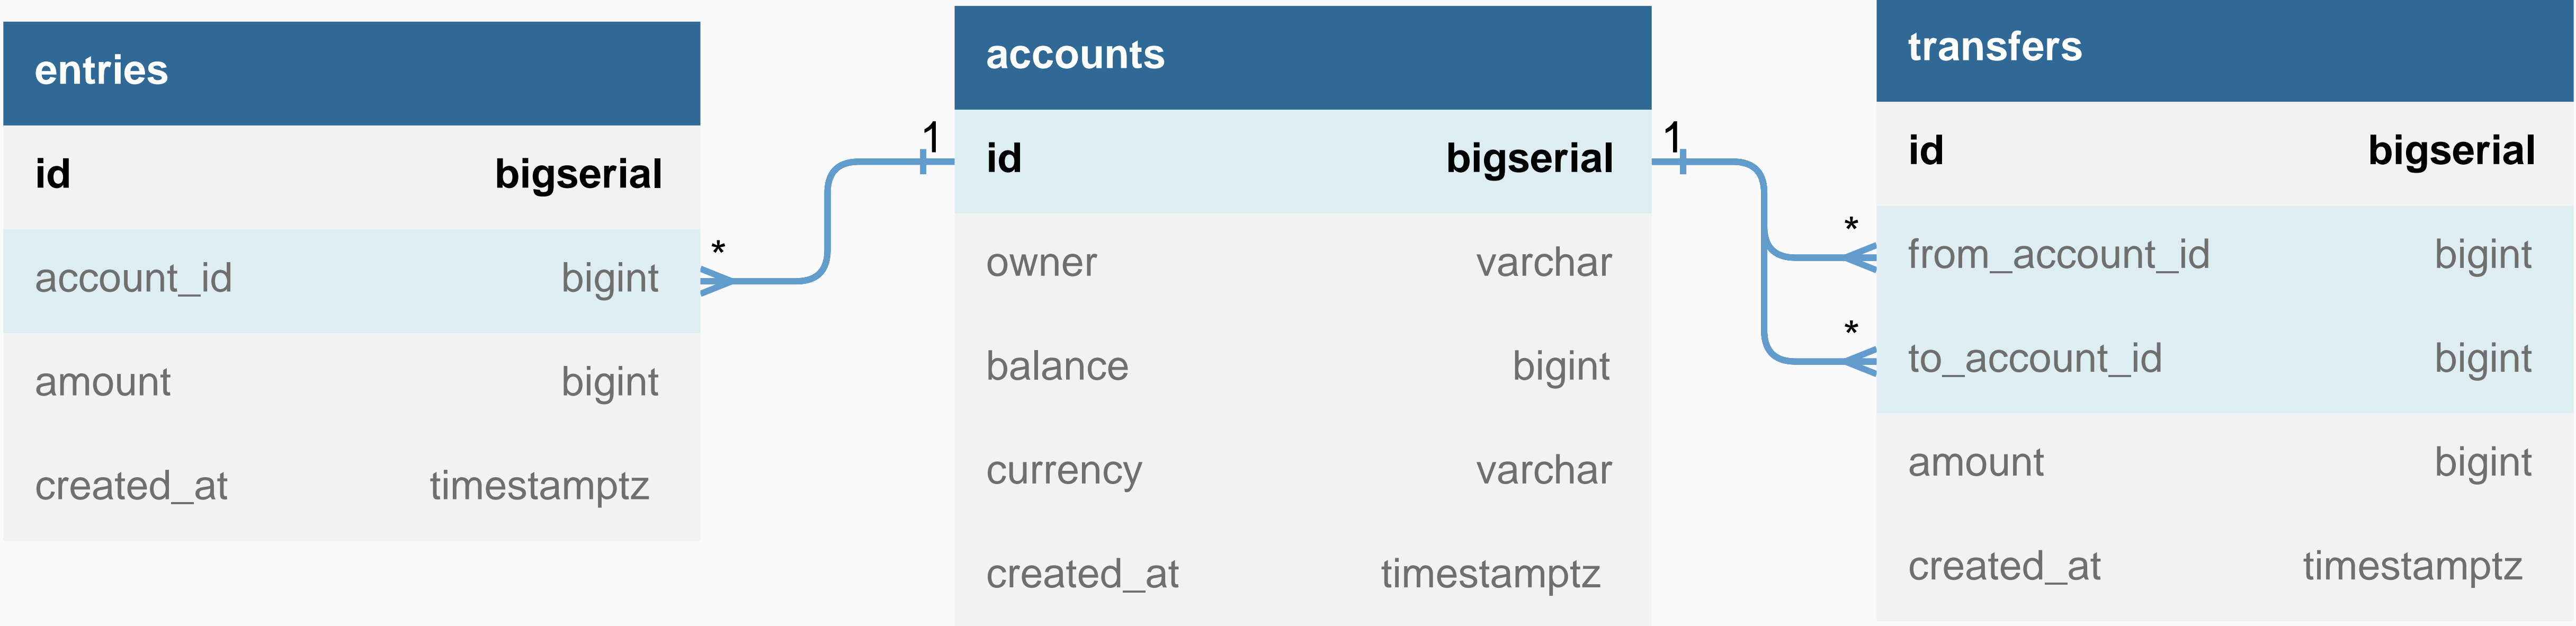 entries
id bigserial
account_id bigint
amount bigint
created_at timestamptz
1
*
accounts
id bigserial
owner varchar
balance bigint
currency varchar
created_at timestamptz
1
*
*
transfers
id bigserial
from_account_id bigint
to_account_id bigint
amount bigint
created_at timestamptz